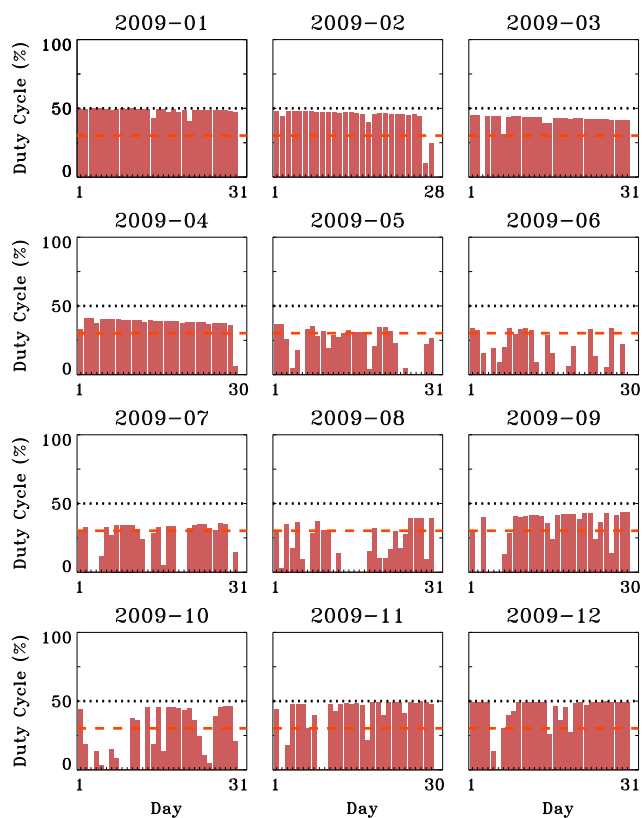 2009-01 2009-02 2009-03
Duty Cycle (%)
100
50
0
1 31 1 28 1 31
2009-04 2009-05 2009-06
Duty Cycle (%)
100
50
0
1 30 1 31 1 30
2009-07 2009-08 2009-09
Duty Cycle (%)
100
50
0
1 31 1 31 1 30
2009-10 2009-11 2009-12
Duty Cycle (%)
100
50
0
1 31 1 30 1 31
Day Day Day